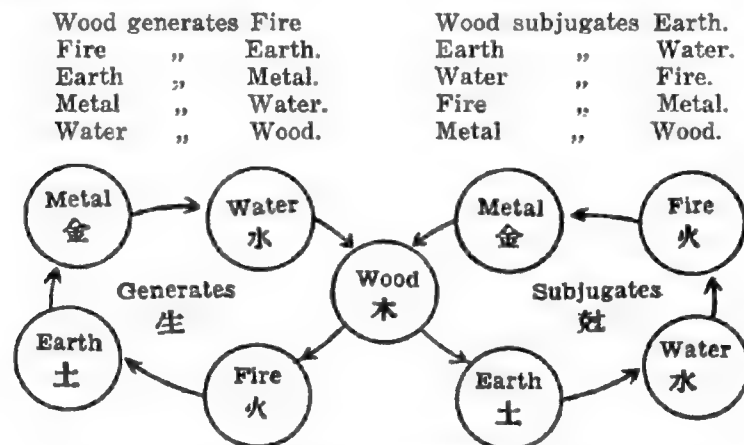 Wood generates Fire
Fire „ Earth.
Earth „ Metal.
Metal „ Water.
Water „ Wood.
Wood subjugates Earth.
Earth „ Water.
Water „ Fire.
Fire „ Metal.
Metal „ Wood.
Metal
金
Water
水
Wood
木
Fire
火
Earth
土
Generates
生
Metal
金
Fire
火
Water
水
Earth
土
Subjugates
尅